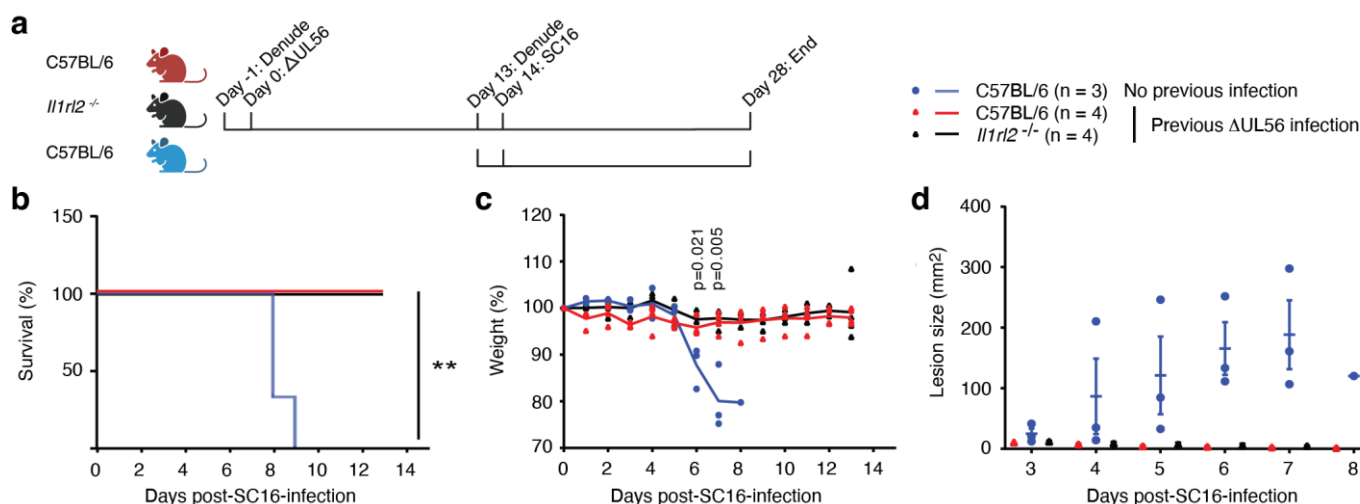 a
C57BL/6
Il1rl2 -/-
C57BL/6
Day -1: Denude
Day 0: ΔUL56
Day 13: Denude
Day 14: SC16
Day 28: End
C57BL/6 (n = 3) No previous infection
C57BL/6 (n = 4)
Il1rl2 -/- (n = 4)
Previous ΔUL56 infection
b
Survival (%)
150
100
50
0 2 4 6 8 10 12 14
Days post-SC16-infection
**
c
Weight (%)
120
110
100
90
80
70
p=0.021
p=0.005
0 2 4 6 8 10 12 14
Days post-SC16-infection
d
Lesion size (mm2)
400
300
200
100
0
3 4 5 6 7 8
Days post-SC16-infection